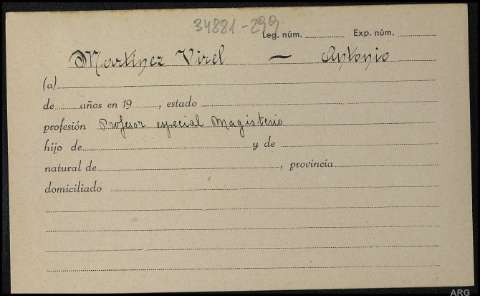 34881-299
Leg. núm. Exp. núm.
Martínez Virel — Antonio
(a)
de años en 19 , estado
profesión Profesor especial Magisterio
hijo de y de
natural de , provincia
domiciliado
ARG